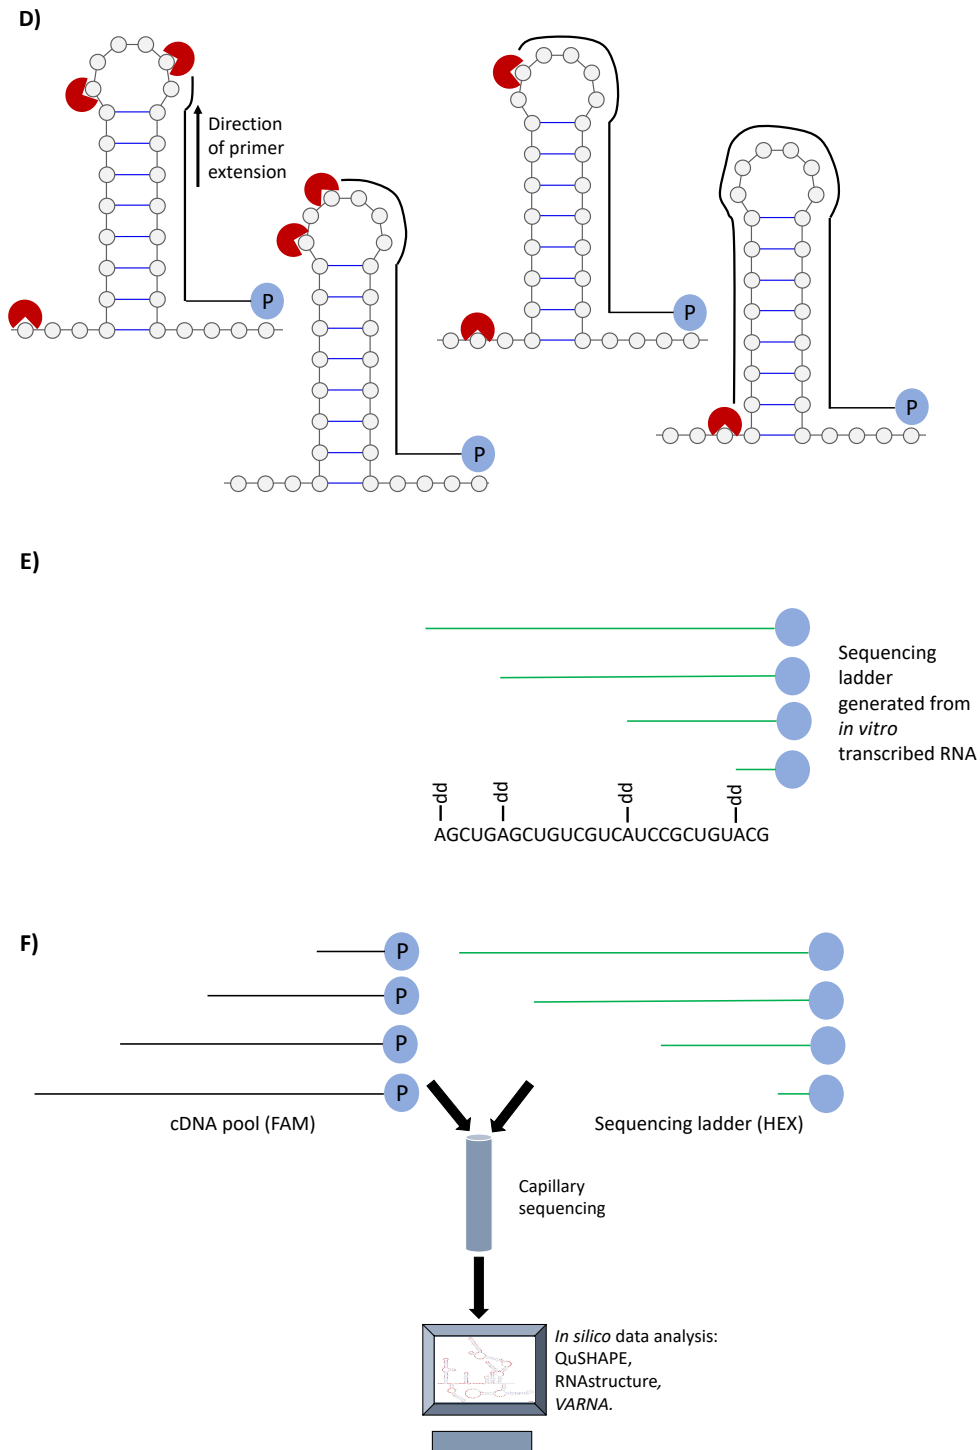 D)
Direction
of primer
extension
P
P
P
P
E)
Sequencing
ladder
generated from
in vitro
transcribed RNA
dd
dd
dd
dd
AGCUGAGCUGUCGUCAUCCGCUGUACG
F)
P
P
P
P
cDNA pool (FAM)
Sequencing ladder (HEX)
Capillary
sequencing
In silico data analysis:
QuSHAPE,
RNAstructure,
VARNA.